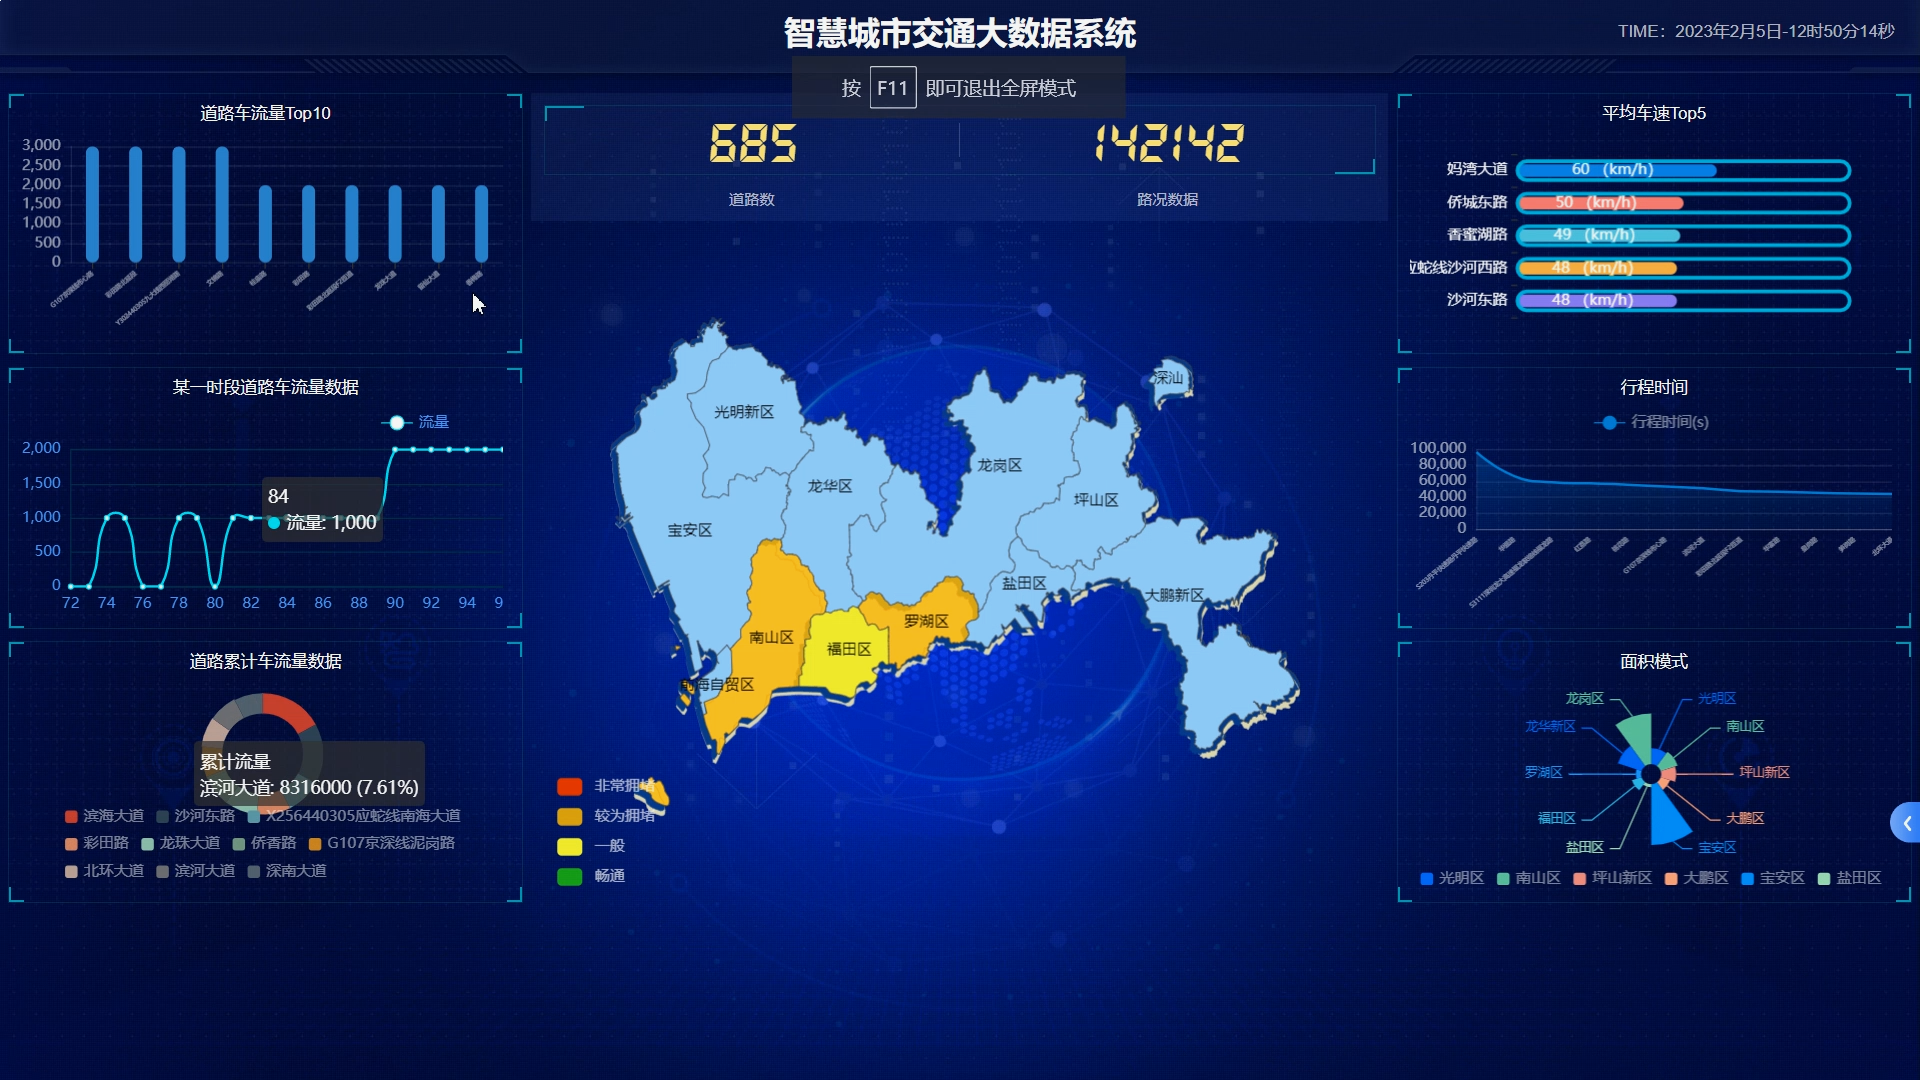 智慧城市交通大数据系统
TIME：2023年2月5日-12时50分14秒
按 F11 即可退出全屏模式
道路车流量Top10
3,000
2,500
2,000
1,500
1,000
500
0
某一时段道路车流量数据
流量
2,000
1,500
1,000
500
0
84
流量: 1,000
72 74 76 78 80 82 84 86 88 90 92 94 9
道路累计车流量数据
累计流量
滨河大道: 8316000 (7.61%)
滨海大道 沙河东路 X256440305应蛇线南海大道
彩田路 龙珠大道 侨香路 G107京深线泥岗路
北环大道 滨河大道 深南大道
685 142142
道路数 路况数据
深汕
光明新区
龙岗区
龙华区
坪山区
宝安区
盐田区
大鹏新区
罗湖区
南山区
福田区
前海自贸区
非常拥堵
较为拥堵
一般
畅通
平均车速Top5
妈湾大道 60 (km/h)
侨城东路 50 (km/h)
香蜜湖路 49 (km/h)
应蛇线沙河西路 48 (km/h)
沙河东路 48 (km/h)
行程时间
行程时间(s)
100,000
80,000
60,000
40,000
20,000
0
面积模式
龙岗区 光明区
龙华新区 南山区
罗湖区 坪山新区
福田区 大鹏区
盐田区 宝安区
光明区 南山区 坪山新区 大鹏区 宝安区 盐田区